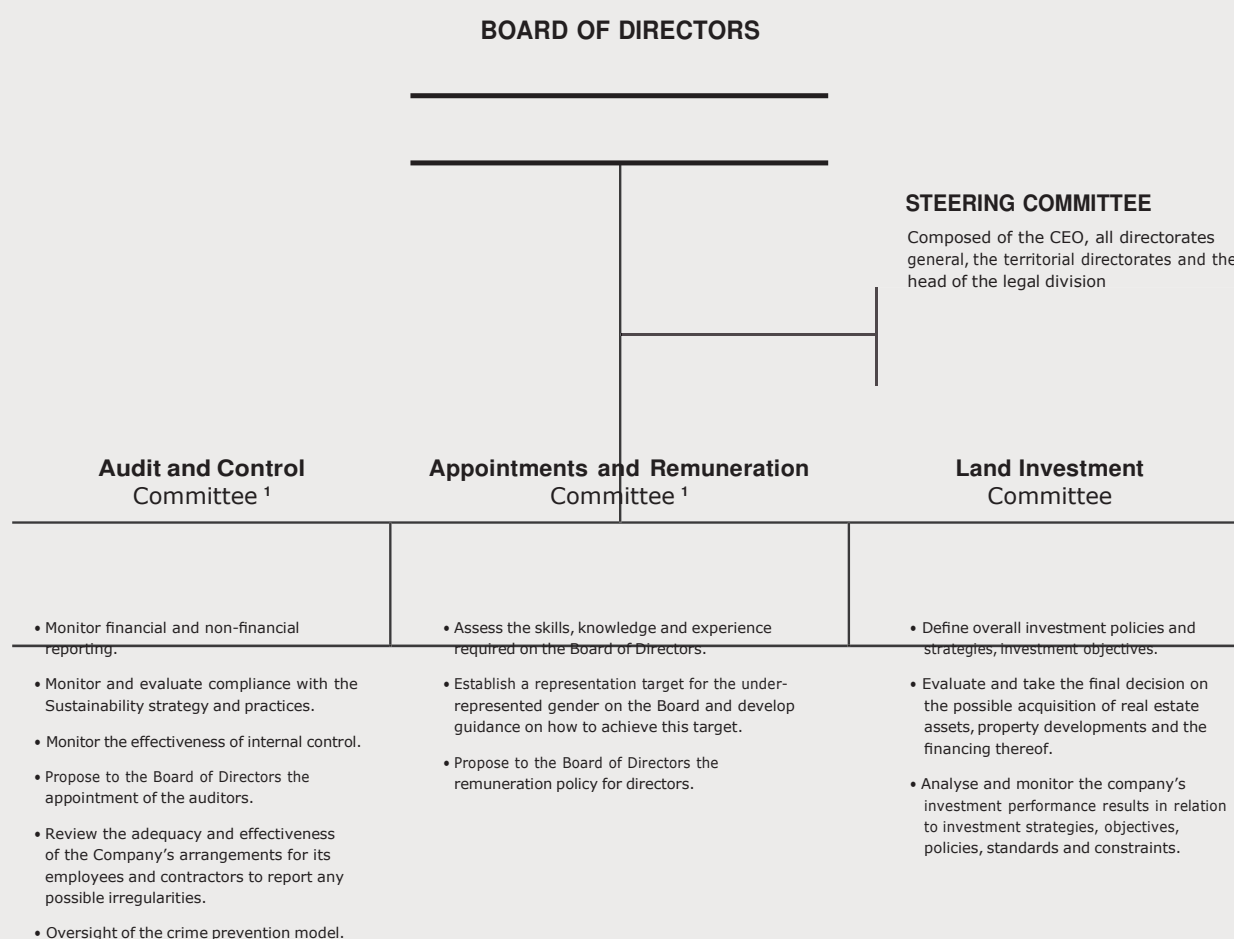 BOARD OF DIRECTORS
STEERING COMMITTEE
Composed of the CEO, all directorates
general, the territorial directorates and the
head of the legal division
Audit and Control
Committee ¹
Appointments and Remuneration
Committee ¹
Land Investment
Committee
• Monitor financial and non-financial
reporting.
• Monitor and evaluate compliance with the
Sustainability strategy and practices.
• Monitor the effectiveness of internal control.
• Propose to the Board of Directors the
appointment of the auditors.
• Review the adequacy and effectiveness
of the Company’s arrangements for its
employees and contractors to report any
possible irregularities.
• Oversight of the crime prevention model.
• Assess the skills, knowledge and experience
required on the Board of Directors.
• Establish a representation target for the under-
represented gender on the Board and develop
guidance on how to achieve this target.
• Propose to the Board of Directors the
remuneration policy for directors.
• Define overall investment policies and
strategies, investment objectives.
• Evaluate and take the final decision on
the possible acquisition of real estate
assets, property developments and the
financing thereof.
• Analyse and monitor the company’s
investment performance results in relation
to investment strategies, objectives,
policies, standards and constraints.